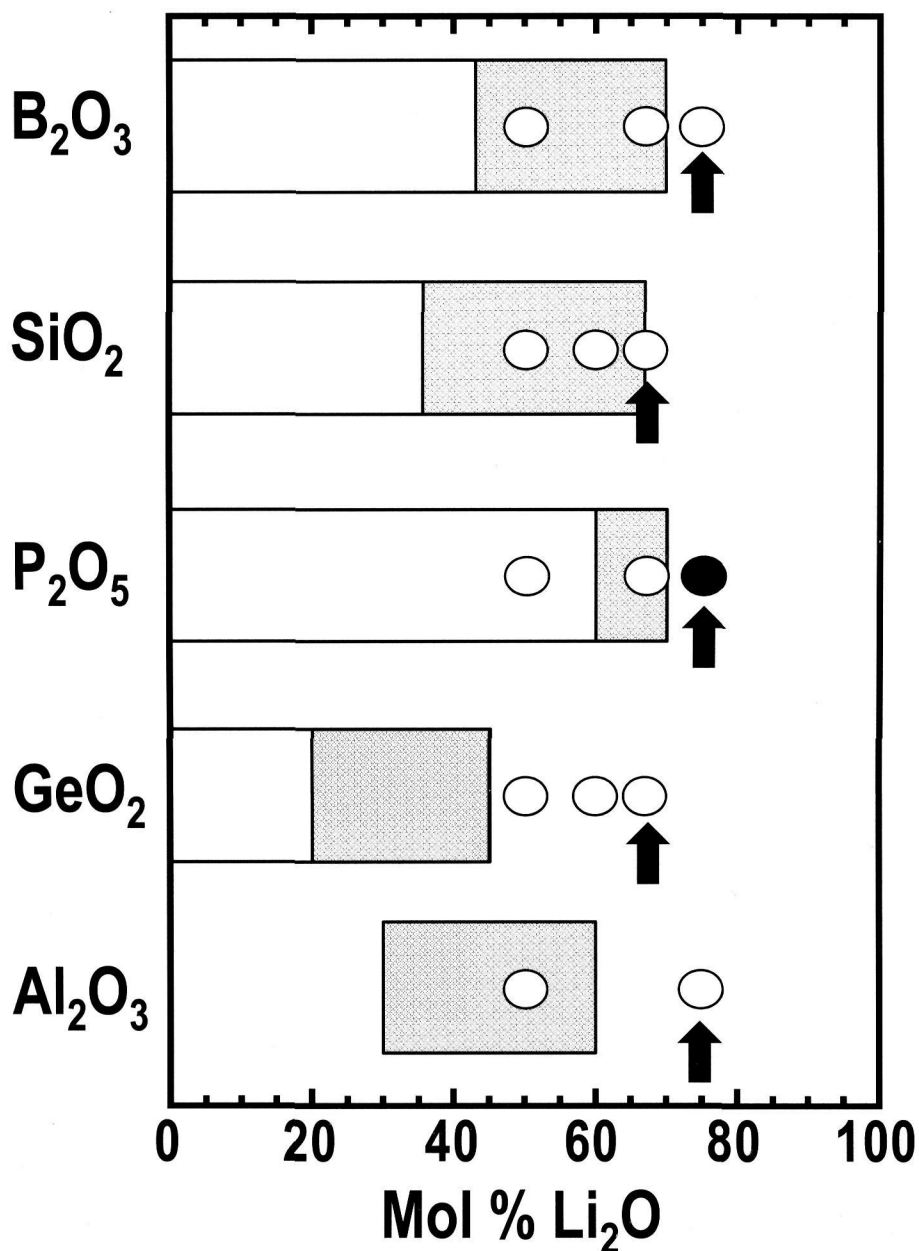 B₂O₃
SiO₂
P₂O₅
GeO₂
Al₂O₃
0 20 40 60 80 100
Mol % Li₂O